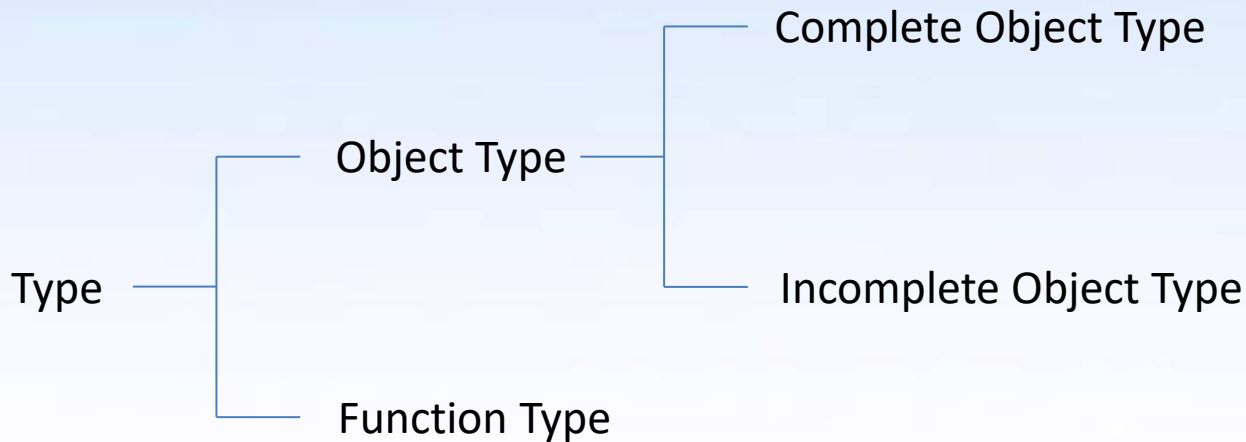 Complete Object Type
Object Type
Type
Incomplete Object Type
Function Type